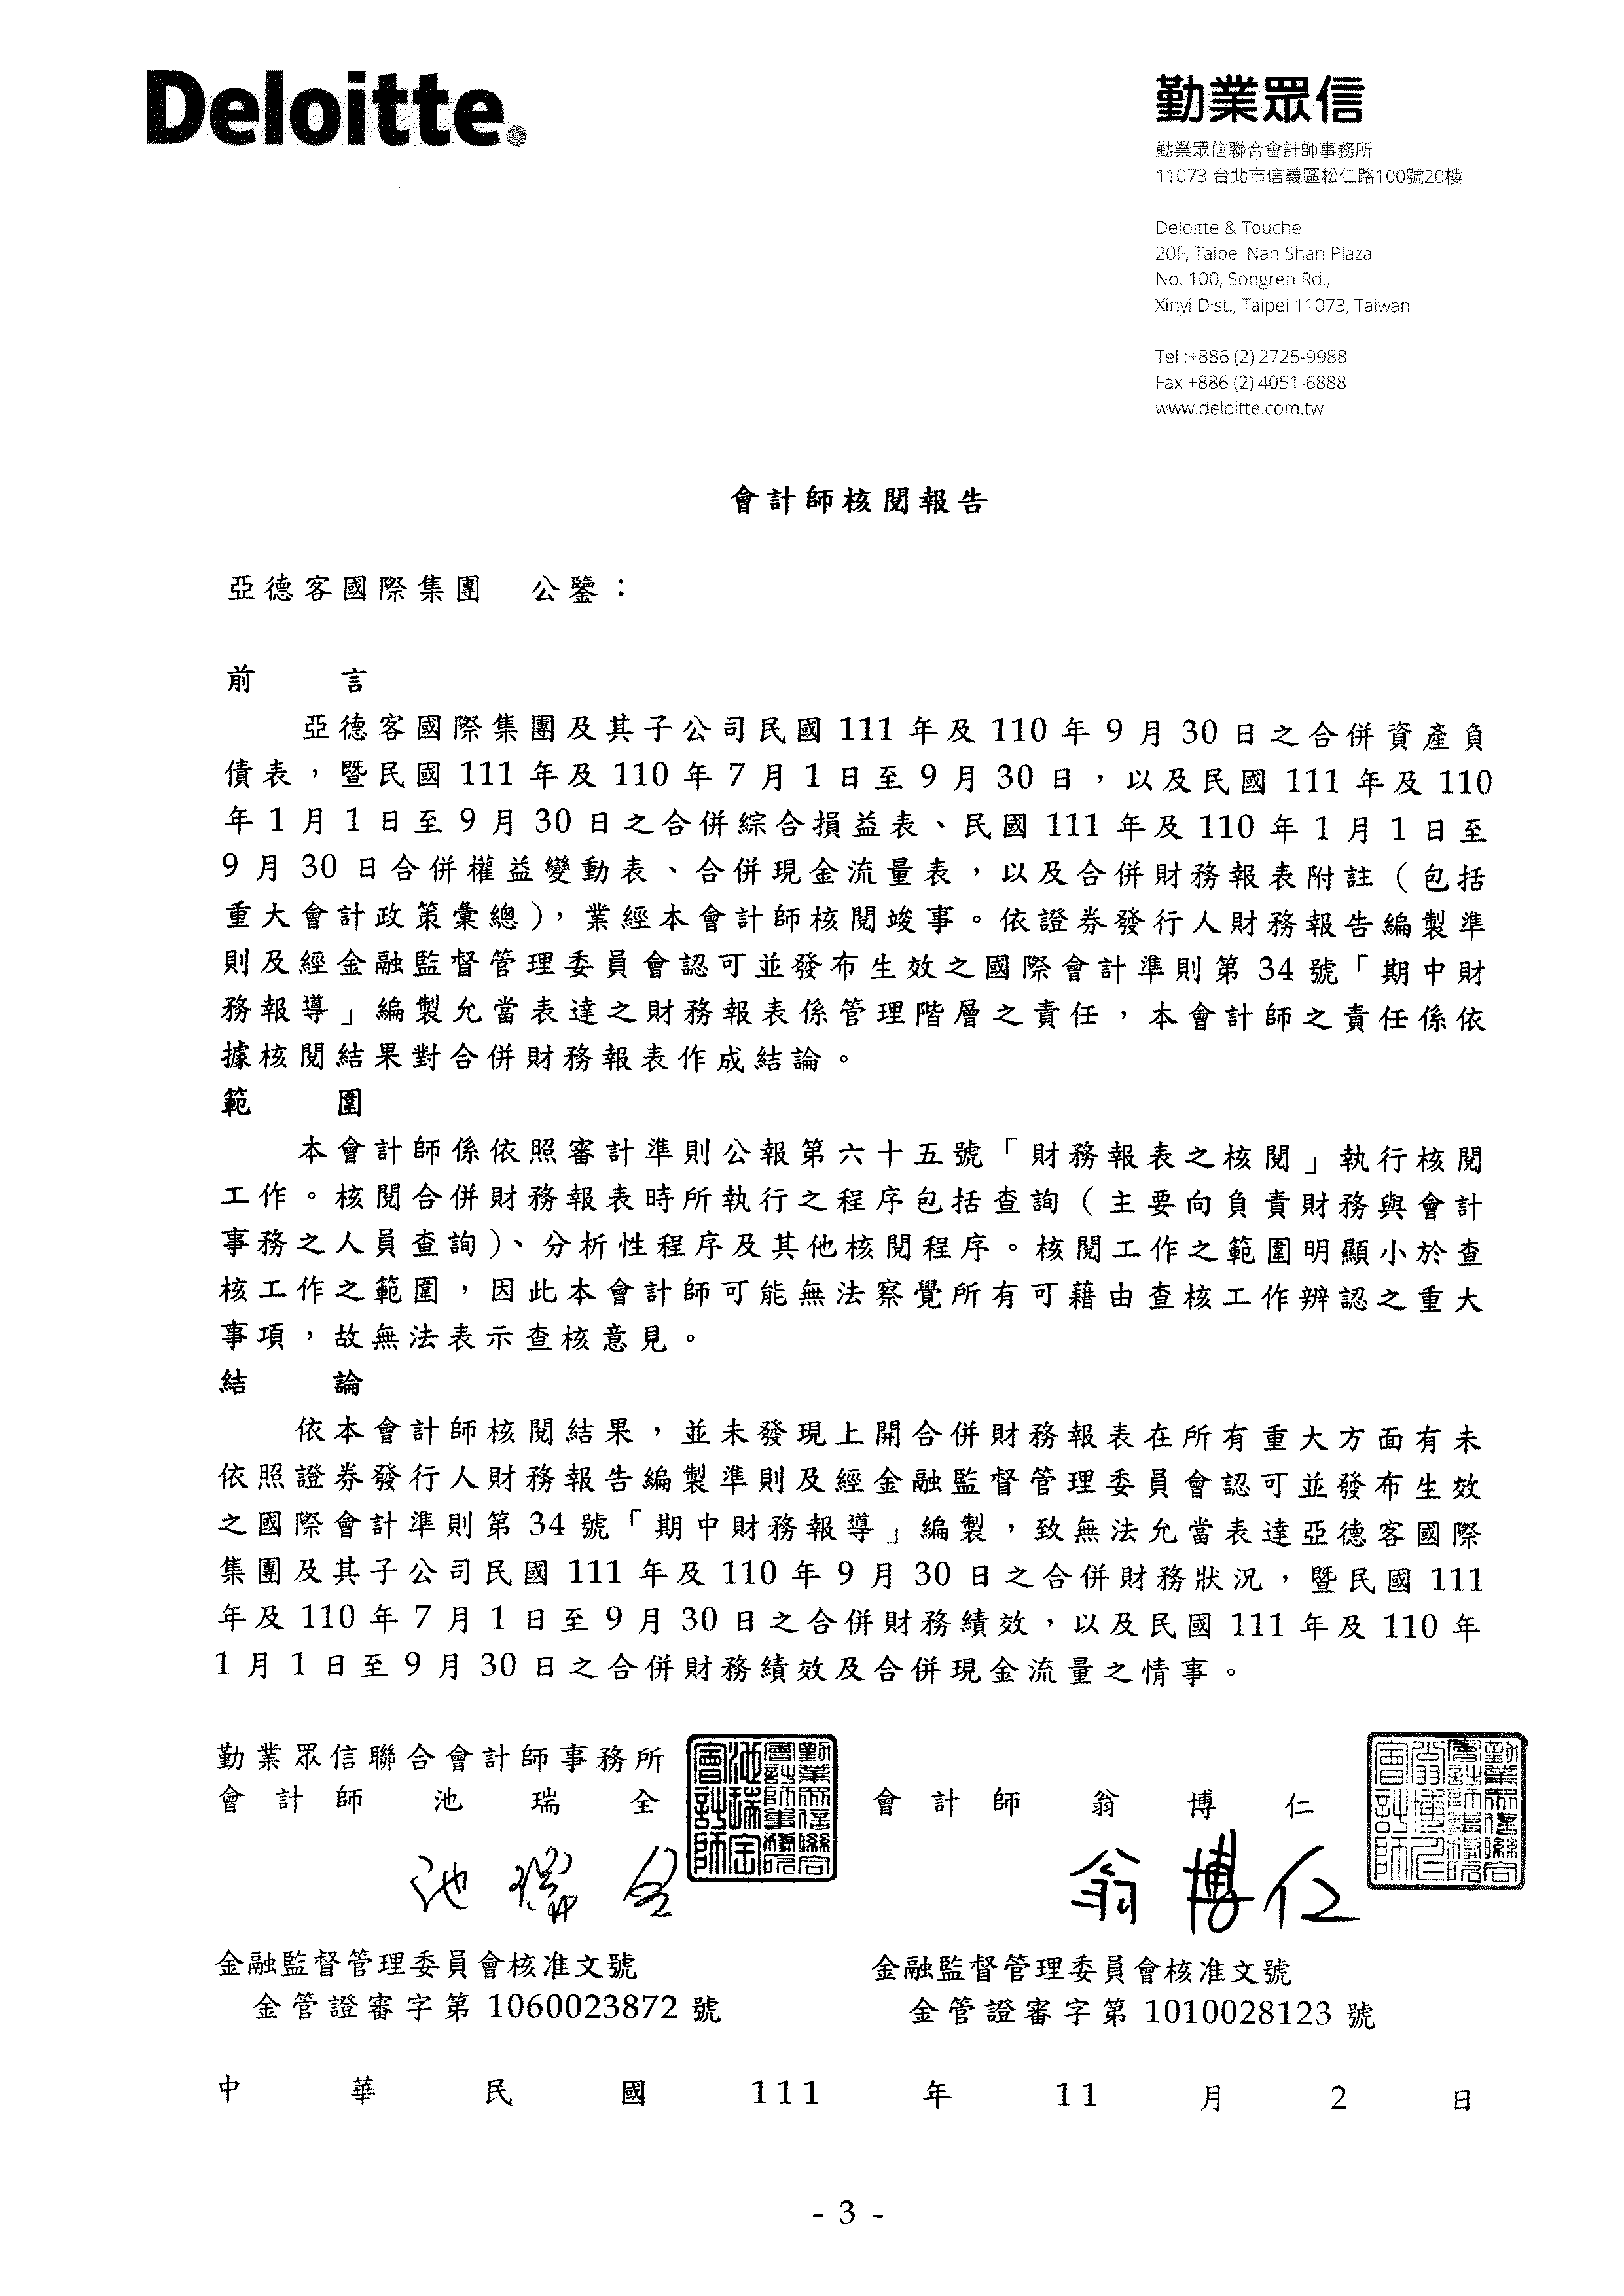 Deloitte.
勤業眾信
勤業眾信聯合會計師事務所
11073 台北市信義區松仁路100號20樓
Deloitte & Touche
20F, Taipei Nan Shan Plaza
No. 100, Songren Rd.,
Xinyi Dist., Taipei 11073, Taiwan
Tel :+886 (2) 2725-9988
Fax:+886 (2) 4051-6888
www.deloitte.com.tw
會計師核閱報告
亞德客國際集團 公鑒：
前 言
亞德客國際集團及其子公司民國 111 年及 110 年 9 月 30 日之合併資產負
債表，暨民國 111 年及 110 年 7 月 1 日至 9 月 30 日，以及民國 111 年及 110
年 1 月 1 日至 9 月 30 日之合併綜合損益表、民國 111 年及 110 年 1 月 1 日至
9 月 30 日合併權益變動表、合併現金流量表，以及合併財務報表附註（包括
重大會計政策彙總），業經本會計師核閱竣事。依證券發行人財務報告編製準
則及經金融監督管理委員會認可並發布生效之國際會計準則第 34 號「期中財
務報導」編製允當表達之財務報表係管理階層之責任，本會計師之責任係依
據核閱結果對合併財務報表作成結論。
範 圍
本會計師係依照審計準則公報第六十五號「財務報表之核閱」執行核閱
工作。核閱合併財務報表時所執行之程序包括查詢（主要向負責財務與會計
事務之人員查詢）、分析性程序及其他核閱程序。核閱工作之範圍明顯小於查
核工作之範圍，因此本會計師可能無法察覺所有可藉由查核工作辨認之重大
事項，故無法表示查核意見。
結 論
依本會計師核閱結果，並未發現上開合併財務報表在所有重大方面有未
依照證券發行人財務報告編製準則及經金融監督管理委員會認可並發布生效
之國際會計準則第 34 號「期中財務報導」編製，致無法允當表達亞德客國際
集團及其子公司民國 111 年及 110 年 9 月 30 日之合併財務狀況，暨民國 111
年及 110 年 7 月 1 日至 9 月 30 日之合併財務績效，以及民國 111 年及 110 年
1 月 1 日至 9 月 30 日之合併財務績效及合併現金流量之情事。
勤業眾信聯合會計師事務所
會計師 池瑞全
會計師 翁博仁
勤業眾信聯合會計師事務所 池瑞全會計師
勤業眾信聯合會計師事務所 翁博仁會計師
池瑞全
翁博仁
金融監督管理委員會核准文號
金管證審字第 1060023872 號
金融監督管理委員會核准文號
金管證審字第 1010028123 號
中華民國 111 年 11 月 2 日
- 3 -